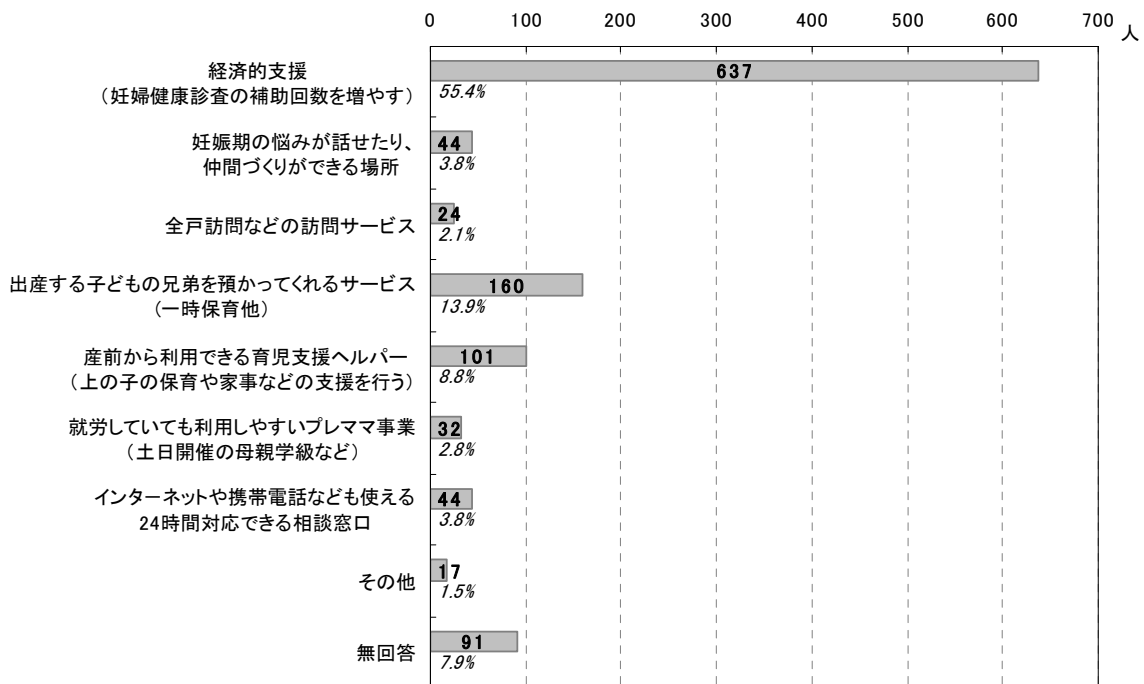 0 100 200 300 400 500 600 700
人
経済的支援
（妊婦健康診査の補助回数を増やす）
637
55.4%
妊娠期の悩みが話せたり、
仲間づくりができる場所
44
3.8%
全戸訪問などの訪問サービス
24
2.1%
出産する子どもの兄弟を預かってくれるサービス
（一時保育他）
160
13.9%
産前から利用できる育児支援ヘルパー
（上の子の保育や家事などの支援を行う）
101
8.8%
就労していても利用しやすいプレママ事業
（土日開催の母親学級など）
32
2.8%
インターネットや携帯電話なども使える
24時間対応できる相談窓口
44
3.8%
その他
17
1.5%
無回答
91
7.9%